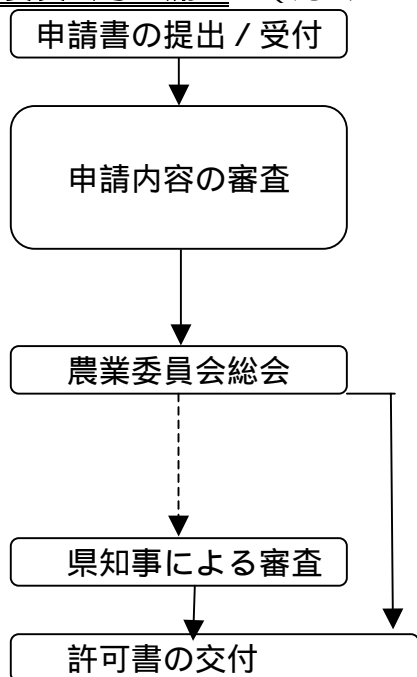 申請書の提出 / 受付
申請内容の審査
農業委員会総会
県知事による審査
許可書の交付